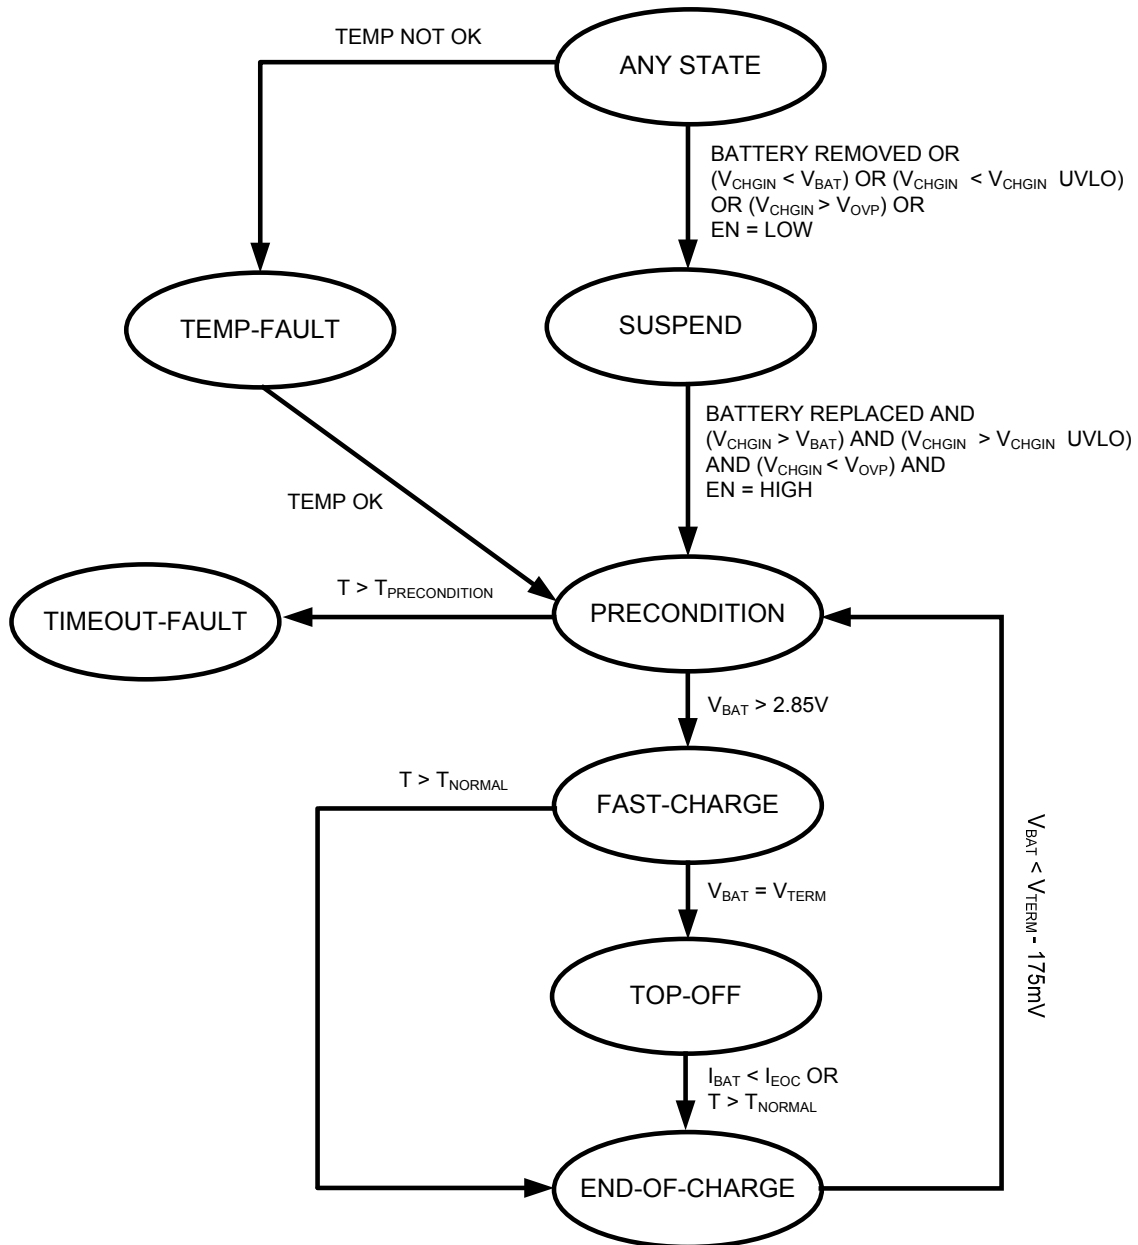 TEMP NOT OK
ANY STATE
BATTERY REMOVED OR
(VCHGIN < VBAT) OR (VCHGIN < VCHGIN UVLO)
OR (VCHGIN > VOVP) OR
EN = LOW
TEMP-FAULT
SUSPEND
BATTERY REPLACED AND
(VCHGIN > VBAT) AND (VCHGIN > VCHGIN UVLO)
AND (VCHGIN < VOVP) AND
EN = HIGH
TEMP OK
TIMEOUT-FAULT
T > TPRECONDITION
PRECONDITION
VBAT > 2.85V
T > TNORMAL
FAST-CHARGE
VBAT < VTERM - 175mV
VBAT = VTERM
TOP-OFF
IBAT < IEOC OR
T > TNORMAL
END-OF-CHARGE